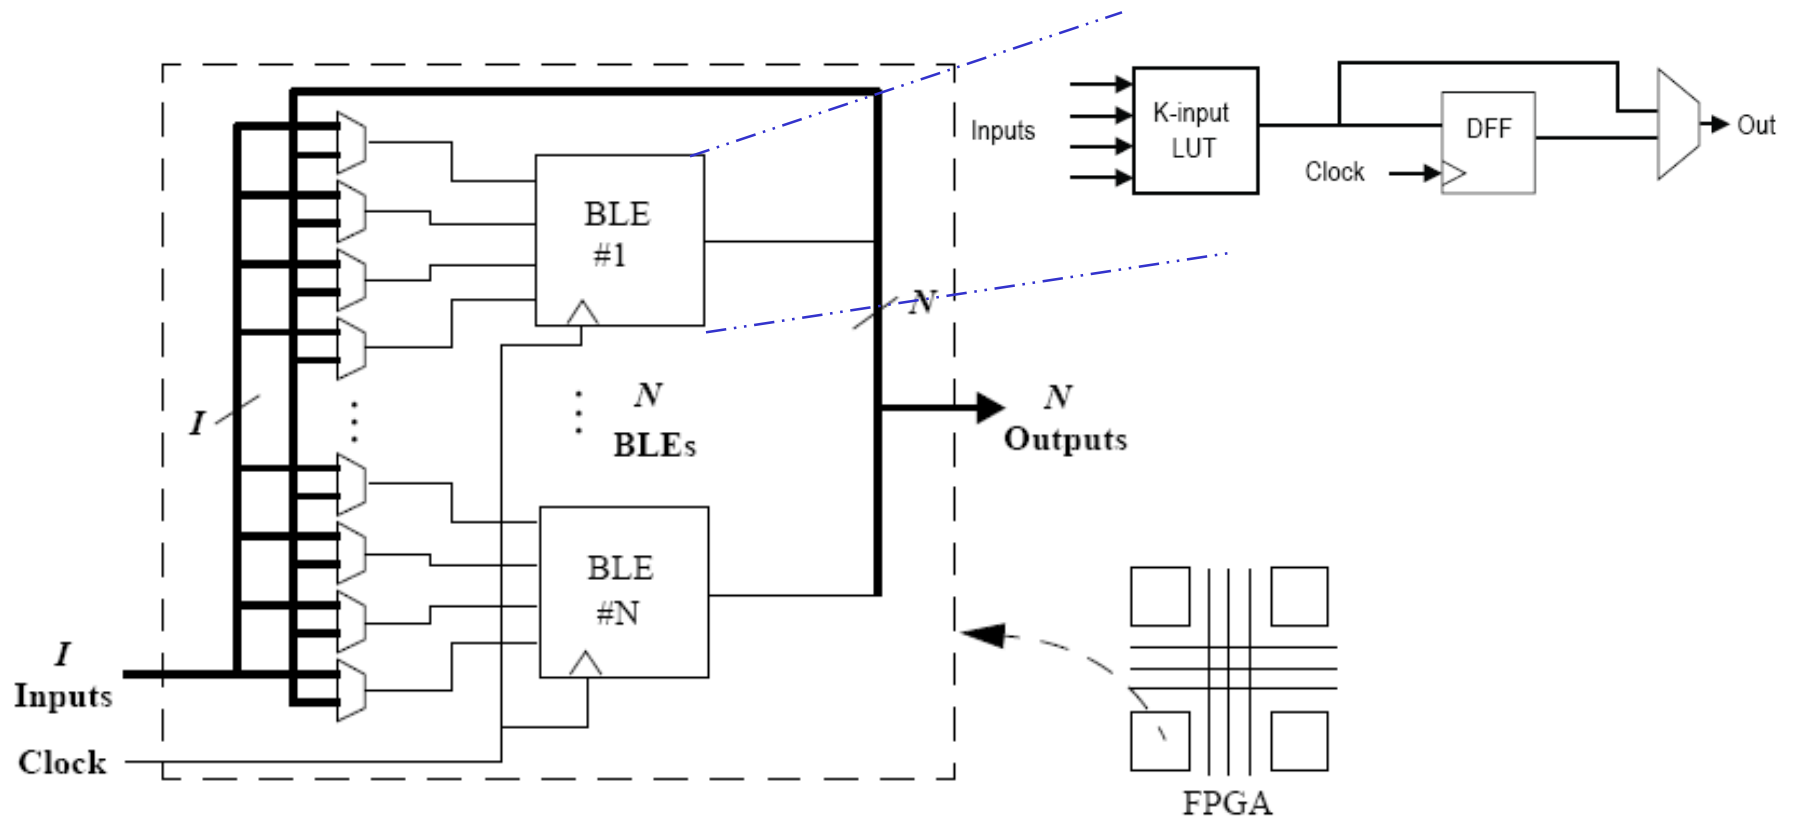 Inputs
K-input
LUT
DFF
Out
Clock
BLE
#1
N
I
N
BLEs
N
Outputs
BLE
#N
I
Inputs
Clock
FPGA